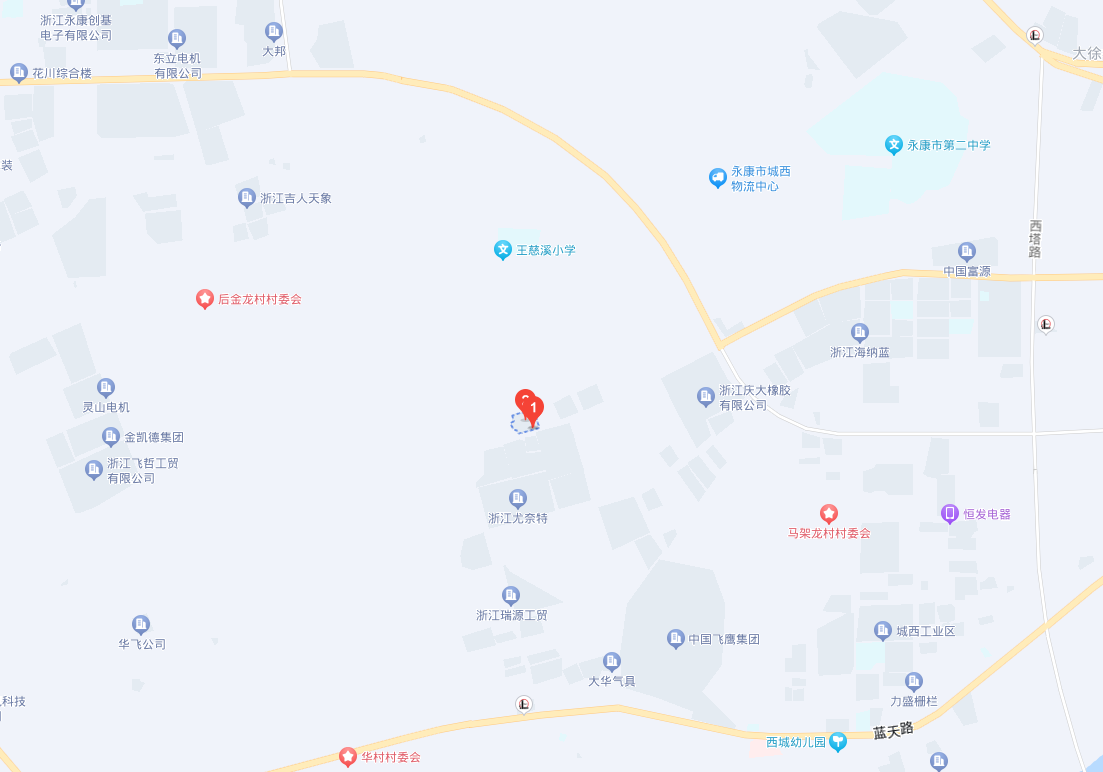 浙江永康创基
电子有限公司
东立电机
有限公司
大邦
花川综合楼
大徐
装
永康市第二中学
永康市城西
物流中心
浙江吉人天象
西塔路
王慈溪小学
中国富源
后金龙村村委会
浙江海纳蓝
浙江庆大橡胶
有限公司
灵山电机
1
金凯德集团
浙江飞哲工贸
有限公司
浙江尤奈特
恒发电器
马架龙村村委会
浙江瑞源工贸
华飞公司
城西工业区
中国飞鹰集团
大华气具
力盛栅栏
科技
蓝天路
西城幼儿园
华村村委会